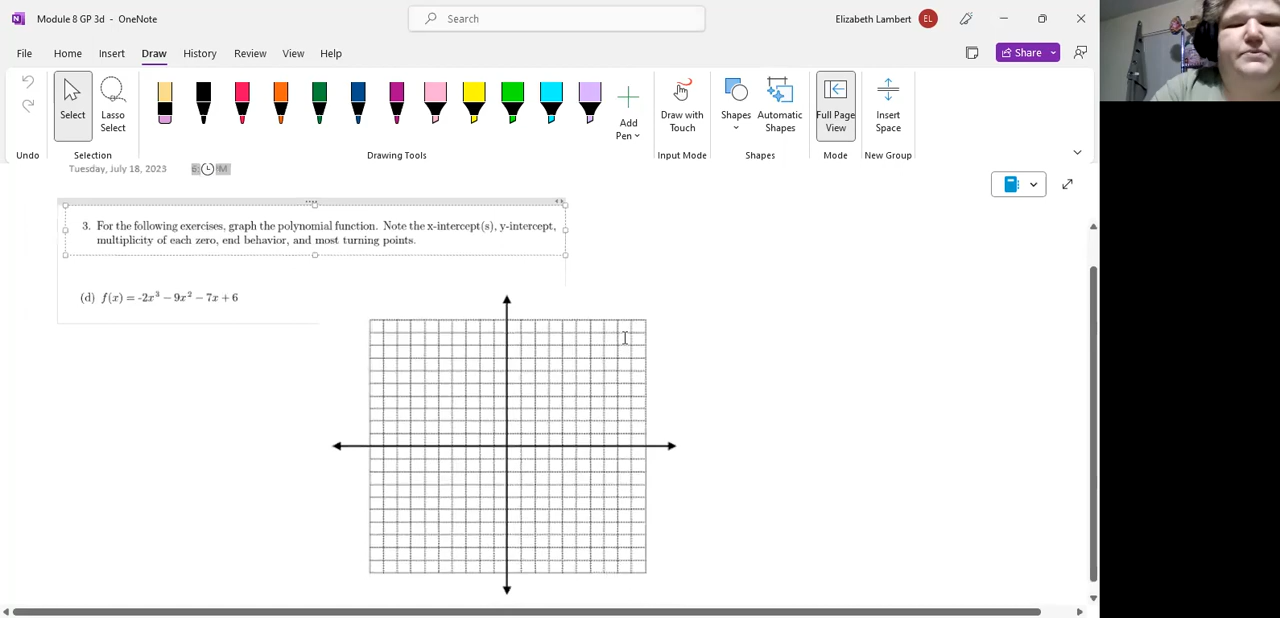 Module 8 GP 3d - OneNote
Search
Elizabeth Lambert
EL
File Home Insert Draw History Review View Help
Share
Select
Lasso Select
Add Pen
Draw with Touch
Shapes
Automatic Shapes
Full Page View
Insert Space
Undo
Selection
Drawing Tools
Input Mode
Shapes
Mode
New Group
Tuesday, July 18, 2023
3. For the following exercises, graph the polynomial function. Note the x-intercept(s), y-intercept,
multiplicity of each zero, end behavior, and most turning points.
(d) f(x) = -2x³ − 9x² − 7x + 6